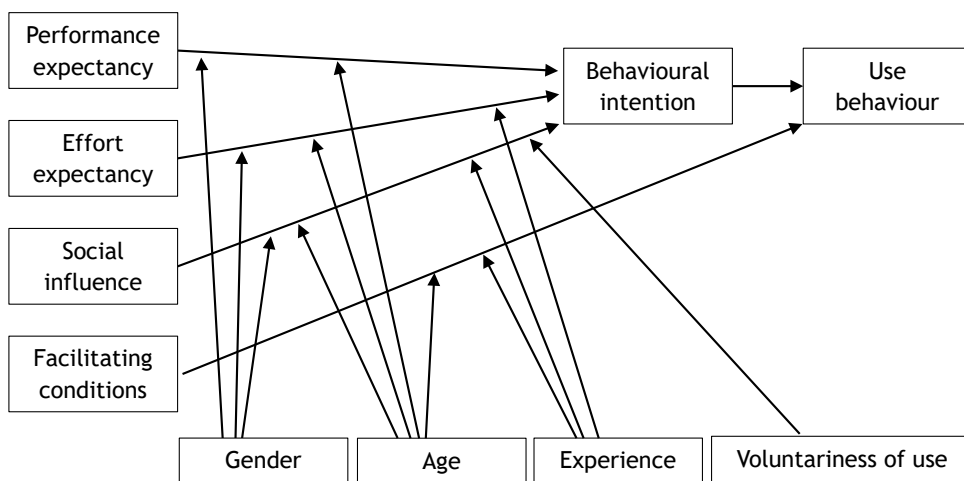 Performance
expectancy
Behavioural
intention
Use
behaviour
Effort
expectancy
Social
influence
Facilitating
conditions
Gender
Age
Experience
Voluntariness of use